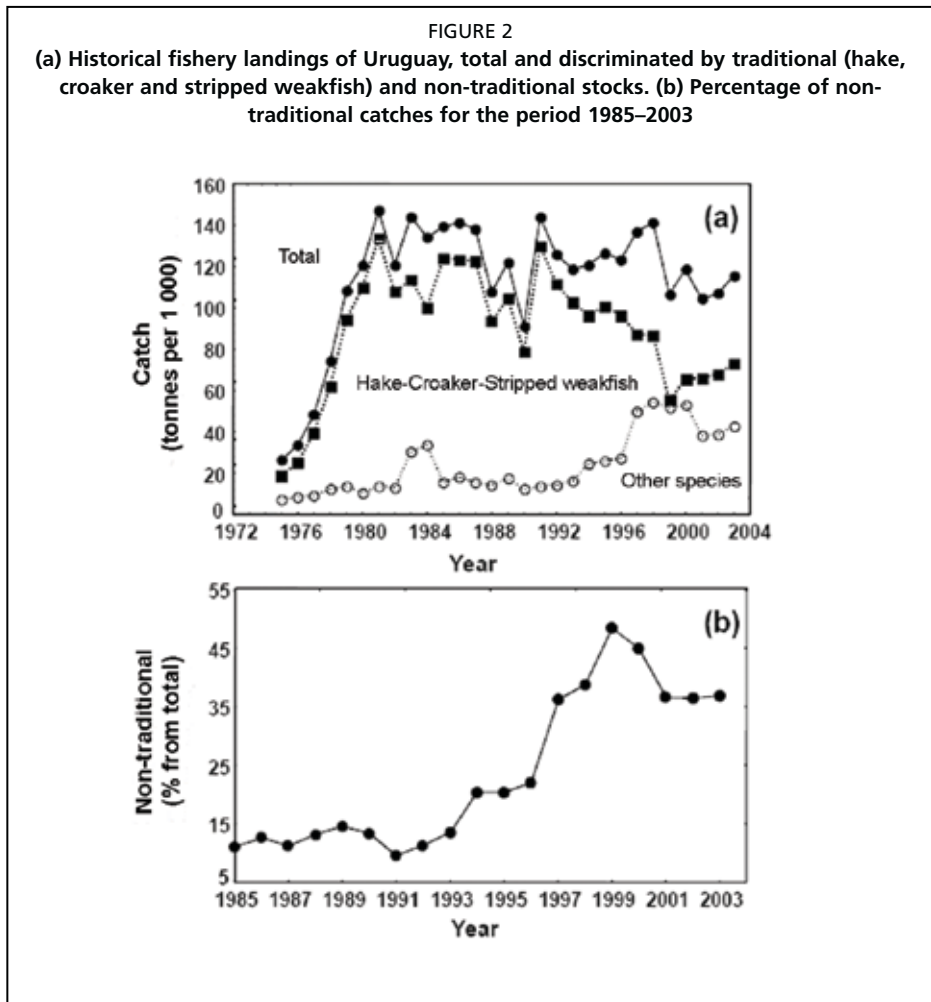 FIGURE 2
(a) Historical fishery landings of Uruguay, total and discriminated by traditional (hake,
croaker and stripped weakfish) and non-traditional stocks. (b) Percentage of non-
traditional catches for the period 1985–2003
160
140
120
100
80
60
40
20
0
Catch
(tonnes per 1 000)
(a)
Total
Hake-Croaker-Stripped weakfish
Other species
1972 1976 1980 1984 1988 1992 1996 2000 2004
Year
55
45
35
25
15
5
Non-traditional
(% from total)
(b)
1985 1987 1989 1991 1993 1995 1997 1999 2001 2003
Year